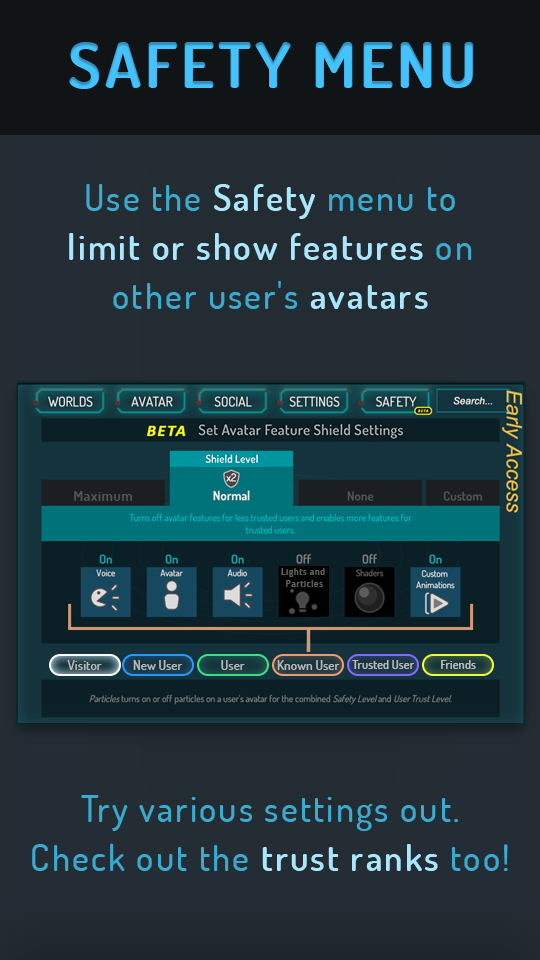 SAFETY MENU
Use the Safety menu to
limit or show features on
other user's avatars
WORLDS AVATAR SOCIAL SETTINGS SAFETY BETA Search...
Early Access
BETA Set Avatar Feature Shield Settings
Shield Level
x2
Maximum Normal None Custom
Turns off avatar features for less trusted users and enables more features for
trusted users.
On On On Off Off On
Voice Avatar Audio Lights and Particles Shaders Custom Animations
Visitor New User User Known User Trusted User Friends
Particles turns on or off particles on a user's avatar for the combined Safety Level and User Trust Level.
Try various settings out.
Check out the trust ranks too!